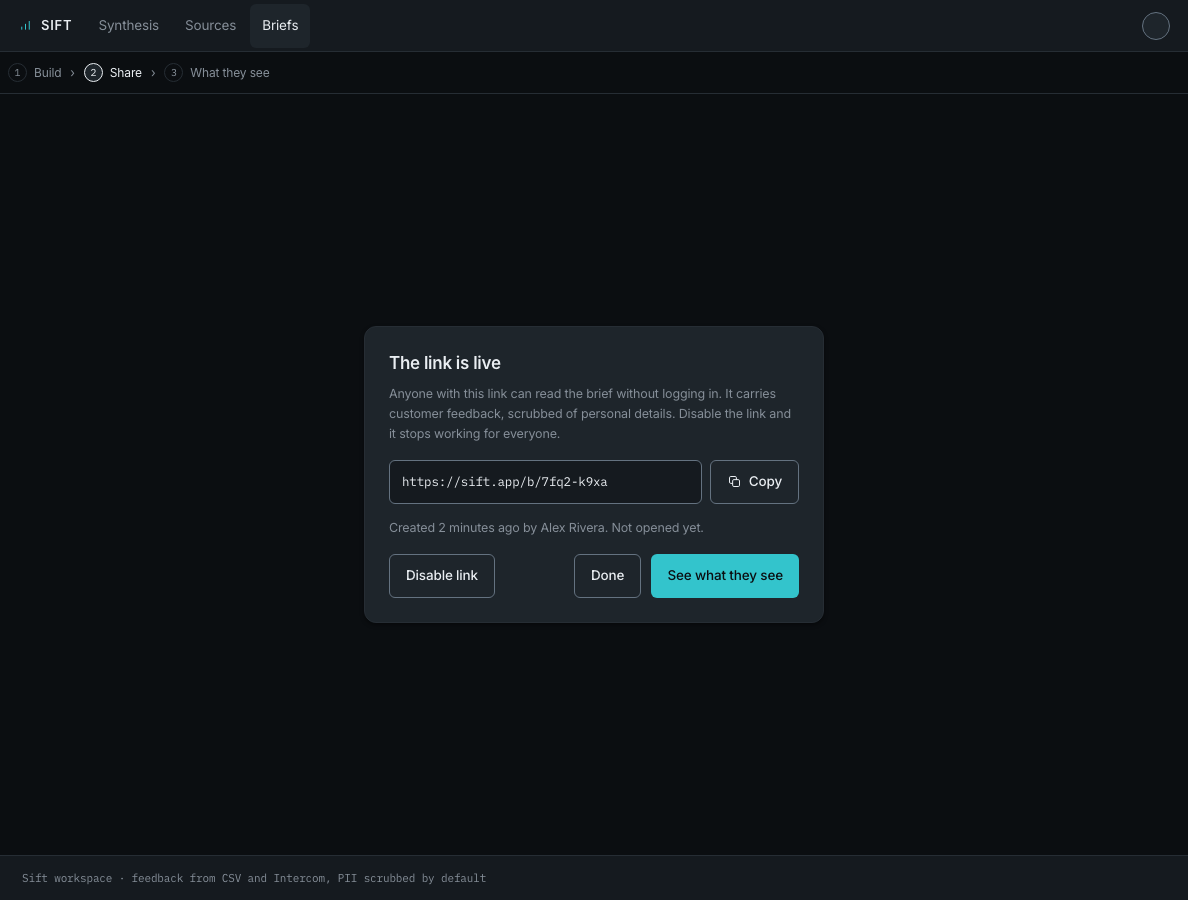 SIFT Synthesis Sources Briefs
1 Build › 2 Share › 3 What they see
The link is live
Anyone with this link can read the brief without logging in. It carries
customer feedback, scrubbed of personal details. Disable the link and
it stops working for everyone.
https://sift.app/b/7fq2-k9xa Copy
Created 2 minutes ago by Alex Rivera. Not opened yet.
Disable link Done See what they see
Sift workspace · feedback from CSV and Intercom, PII scrubbed by default